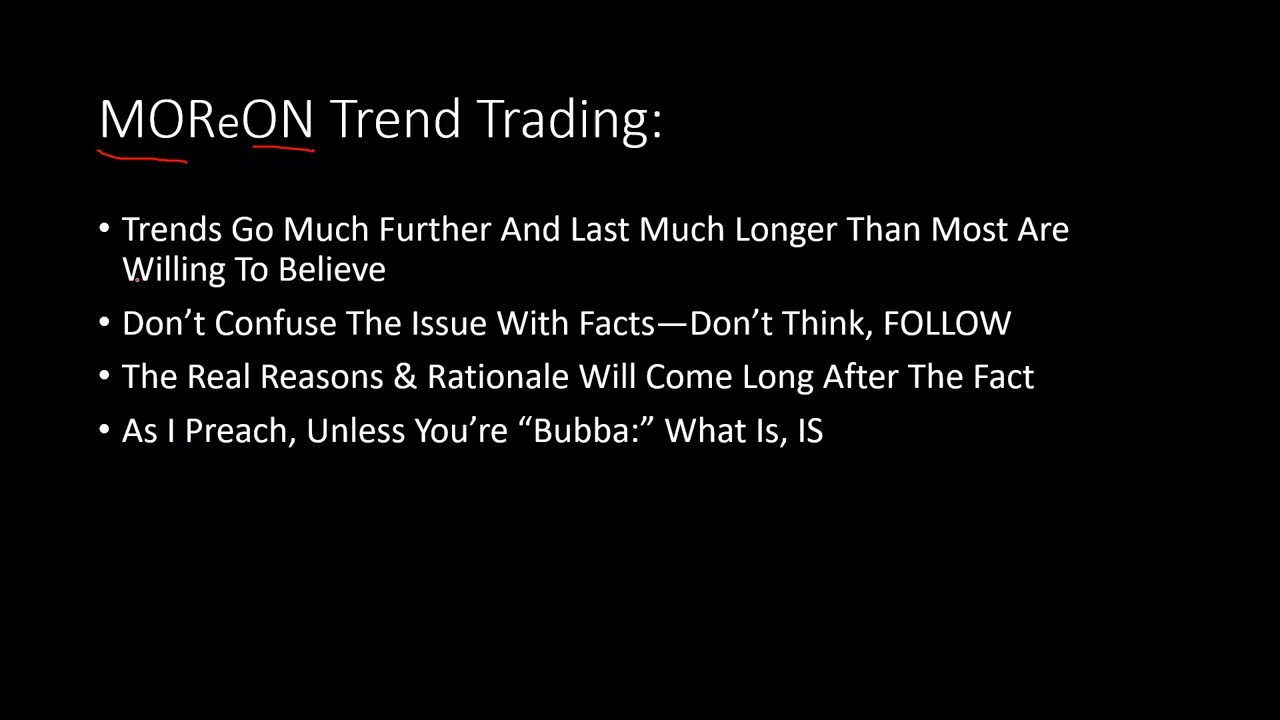 MOReON Trend Trading:
• Trends Go Much Further And Last Much Longer Than Most Are
Willing To Believe
• Don’t Confuse The Issue With Facts—Don’t Think, FOLLOW
• The Real Reasons & Rationale Will Come Long After The Fact
• As I Preach, Unless You’re “Bubba:” What Is, IS